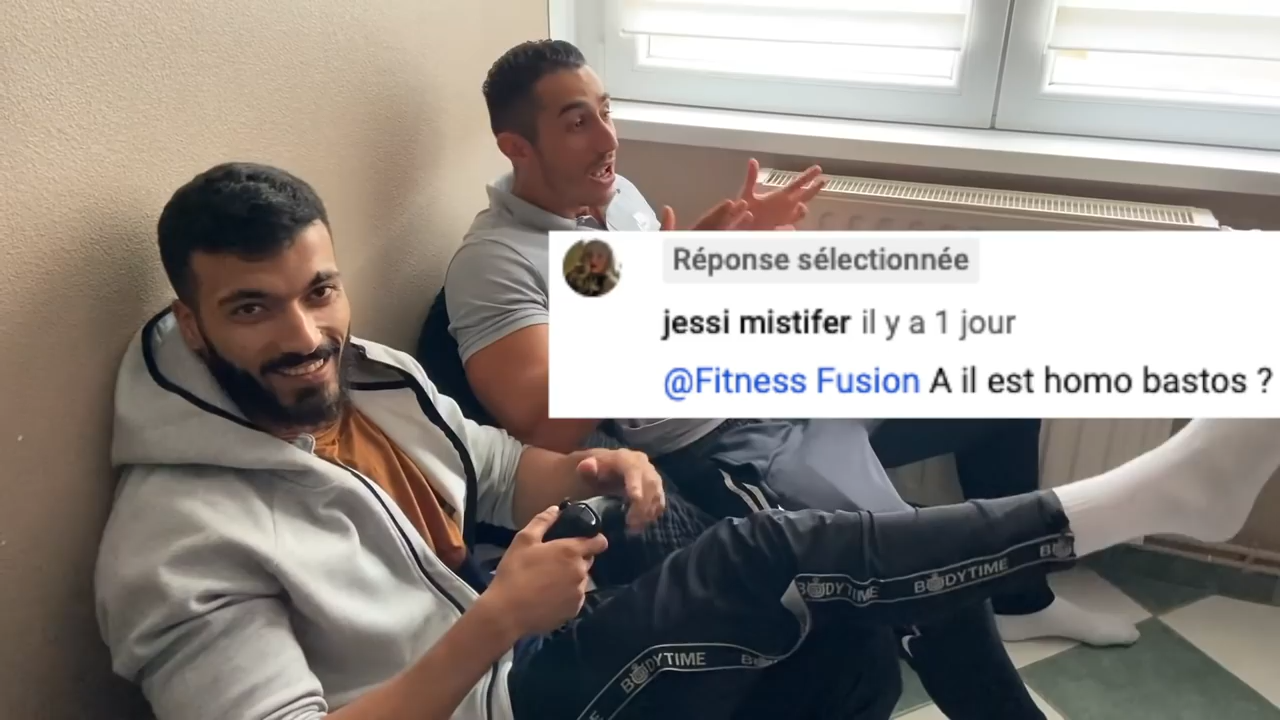 Réponse sélectionnée
jessi mistifer il y a 1 jour
@Fitness Fusion A il est homo bastos ?
BODYTIME
BODYTIME
BODYTIME